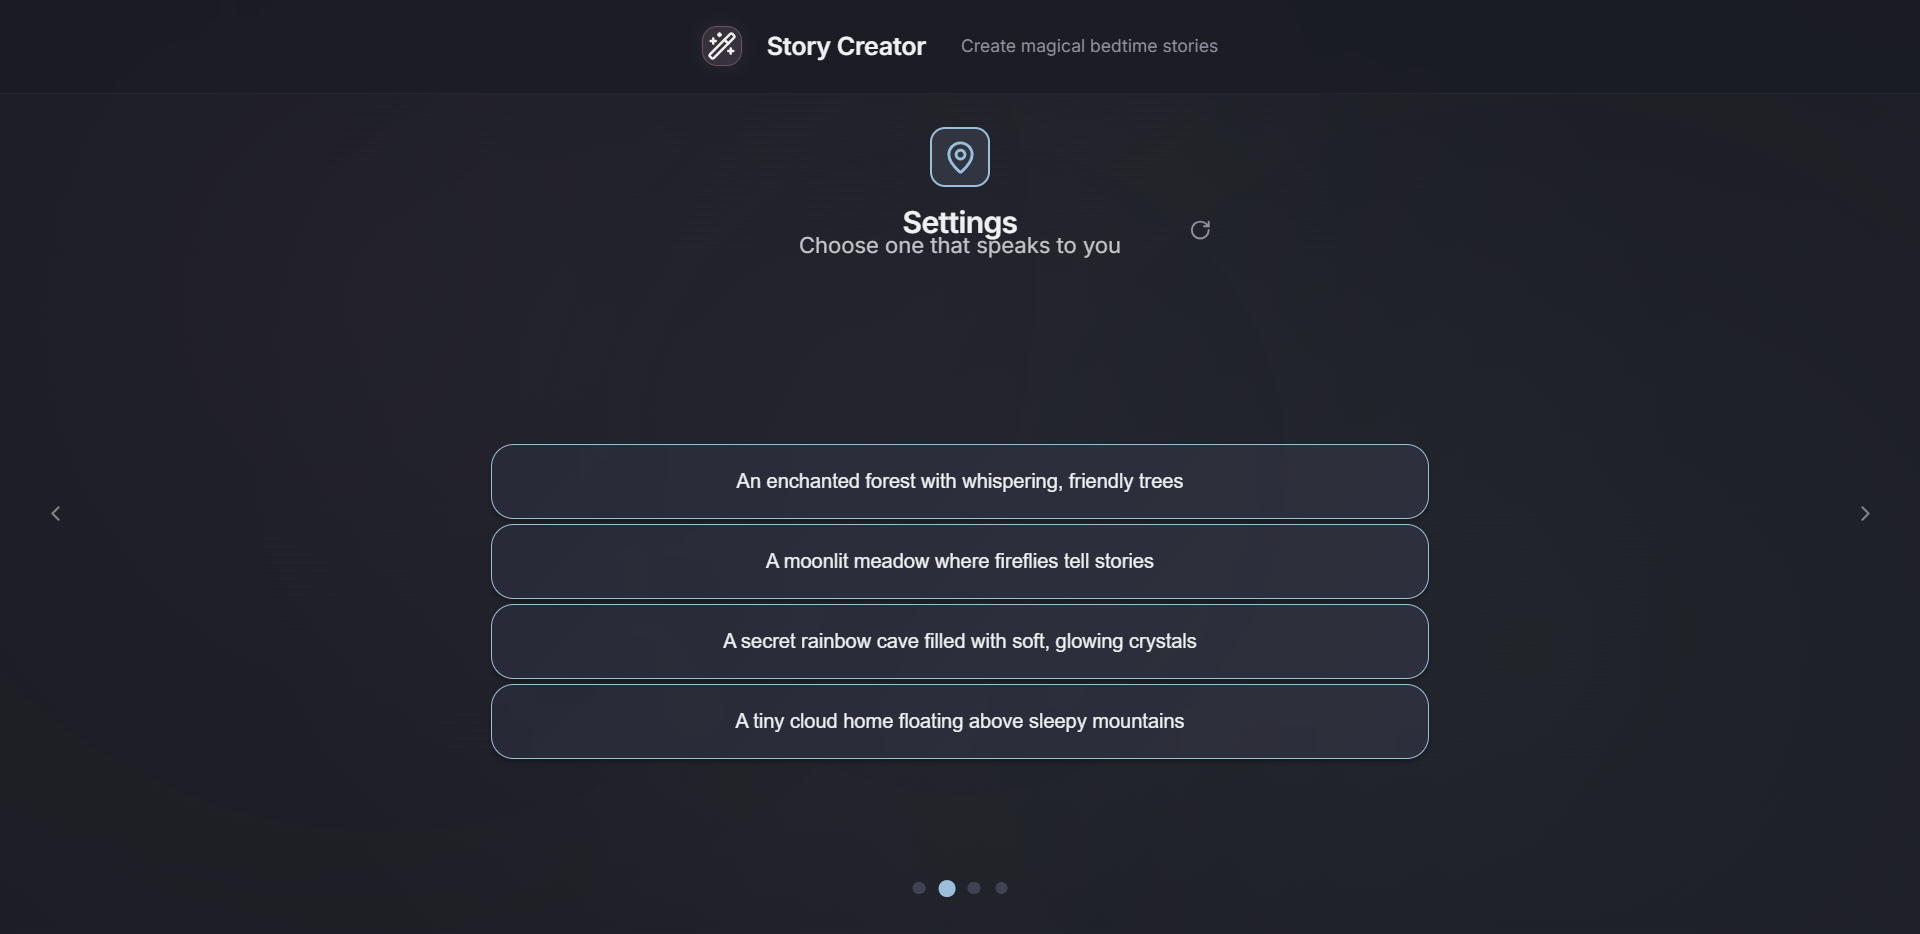 Story Creator
Create magical bedtime stories
Settings
Choose one that speaks to you
An enchanted forest with whispering, friendly trees
A moonlit meadow where fireflies tell stories
A secret rainbow cave filled with soft, glowing crystals
A tiny cloud home floating above sleepy mountains